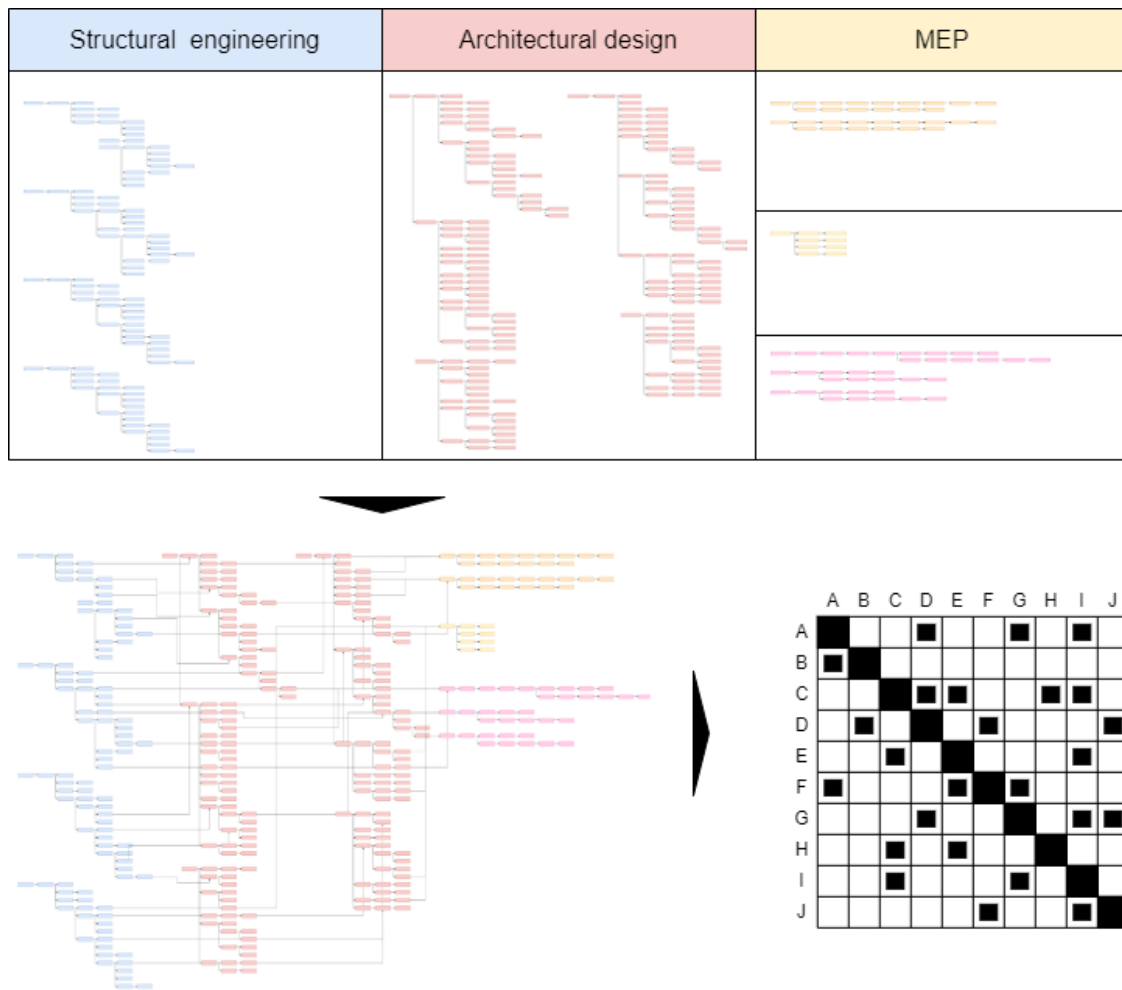 Structural engineering
Architectural design
MEP
A B C D E F G H I J
A
B
C
D
E
F
G
H
I
J